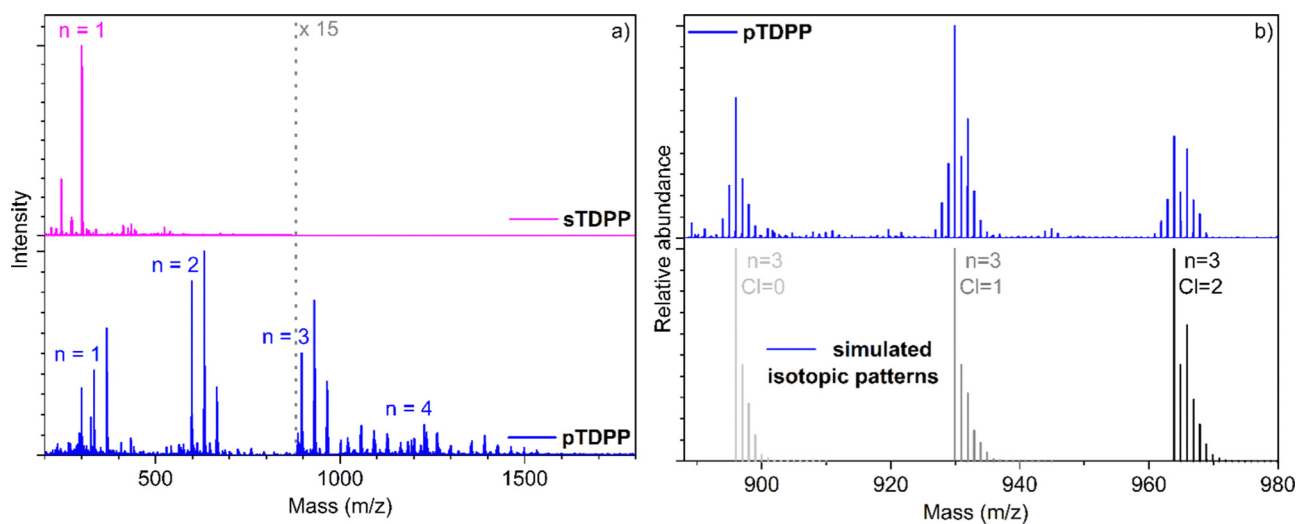 n = 1
x 15
a)
sTDPP
n = 2
n = 1
n = 3
n = 4
pTDPP
Intensity
500
1000
1500
Mass (m/z)
pTDPP
b)
n=3
Cl=0
n=3
Cl=1
n=3
Cl=2
simulated
isotopic patterns
Relative abundance
900
920
940
960
980
Mass (m/z)